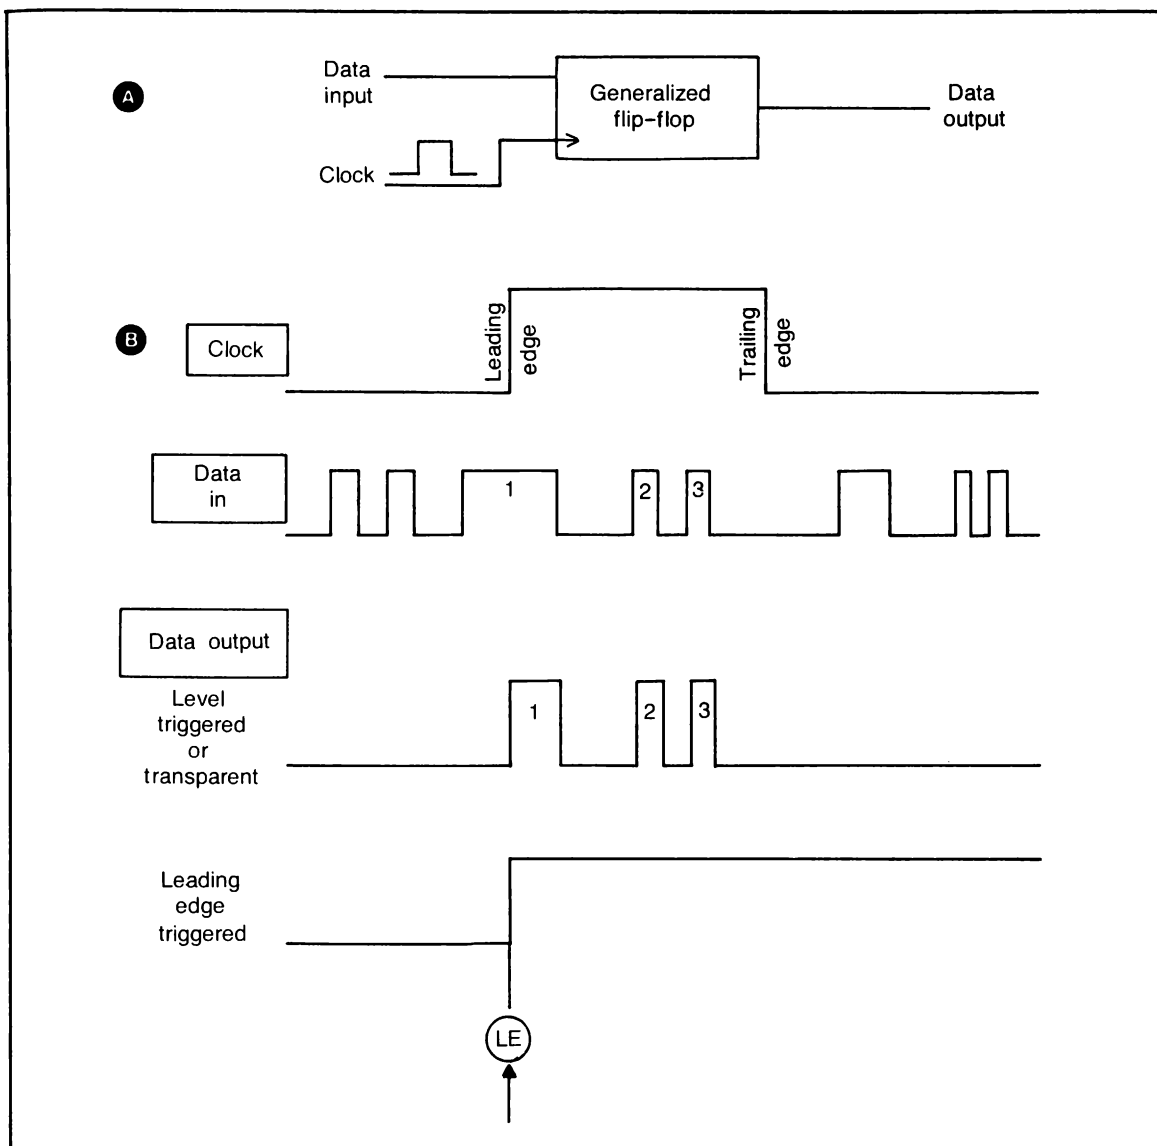 A
Data
input
Clock
Generalized
flip-flop
Data
output
B
Clock
Leading
edge
Trailing
edge
Data
in
1
2
3
Data output
Level
triggered
or
transparent
1
2
3
Leading
edge
triggered
LE